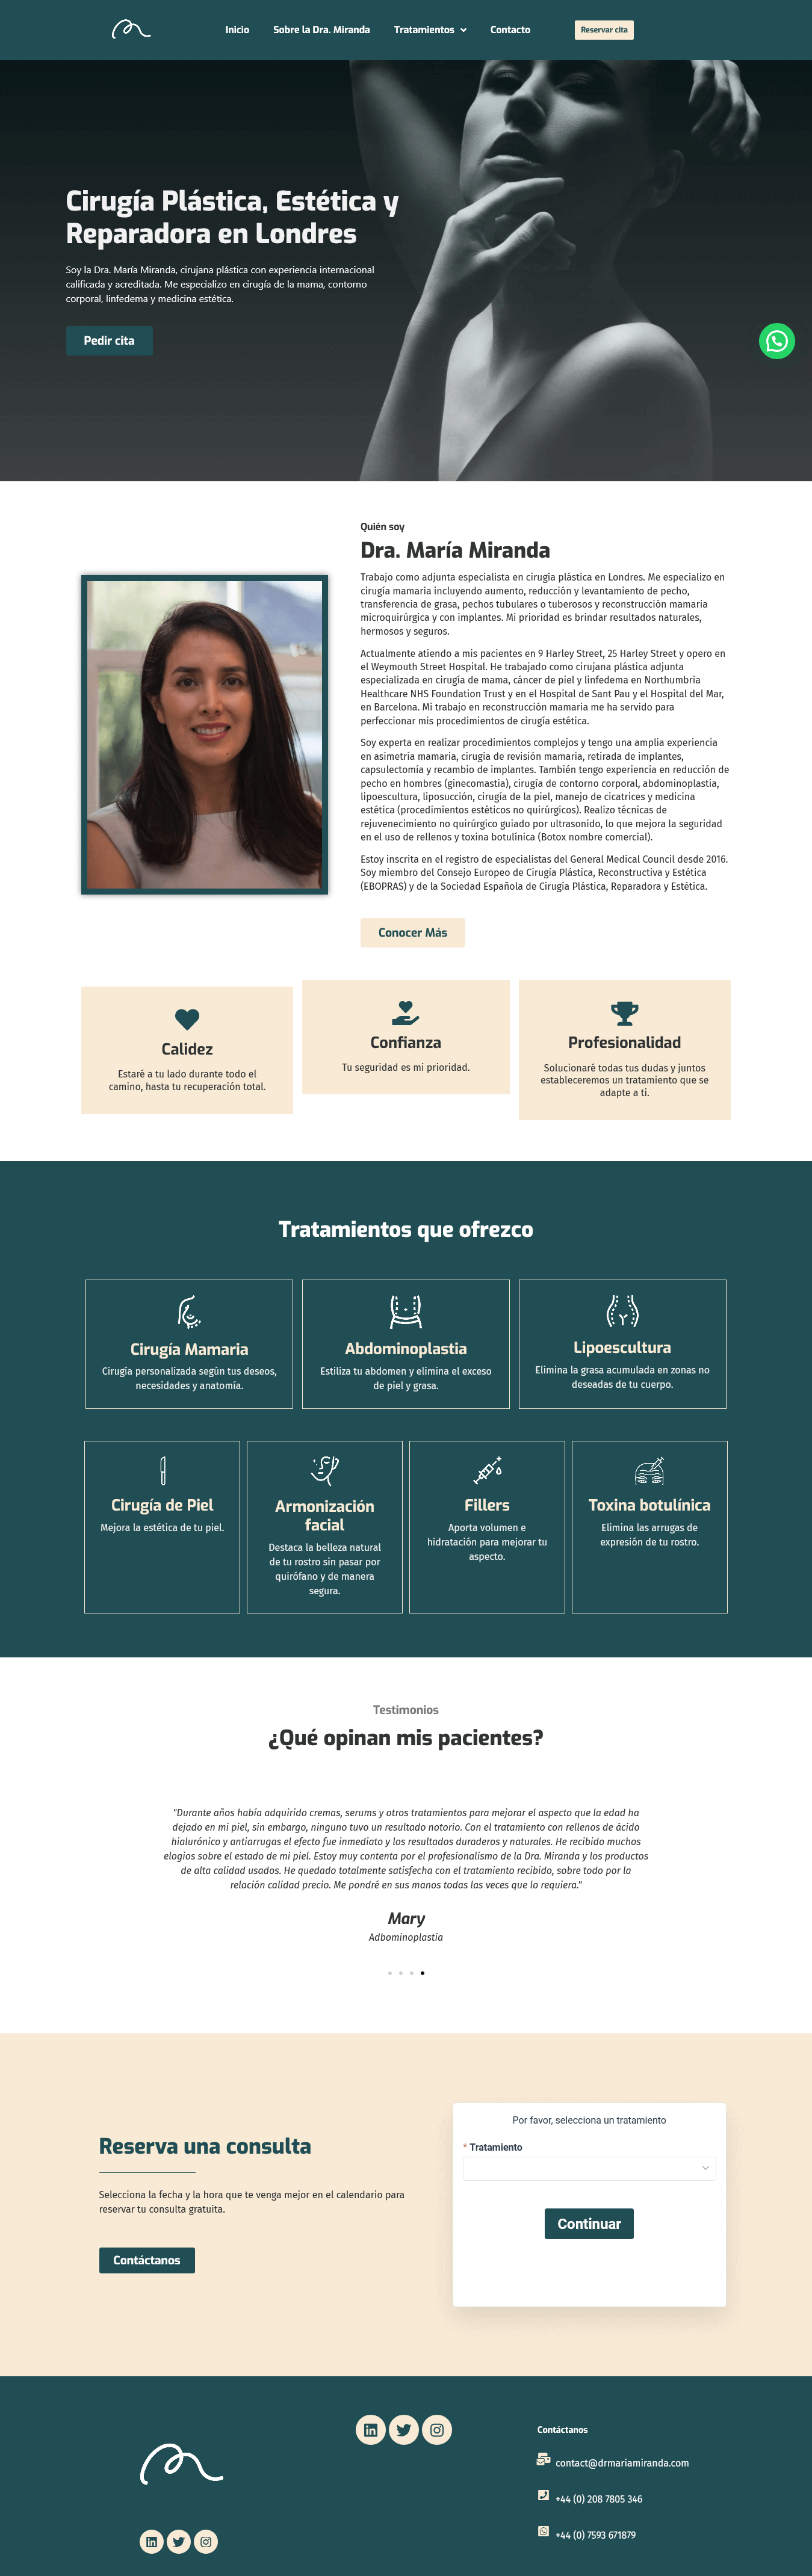 Inicio
Sobre la Dra. Miranda
Tratamientos
Contacto
Reservar cita
Cirugía Plástica, Estética y
Reparadora en Londres
Soy la Dra. María Miranda, cirujana plástica con experiencia internacional
calificada y acreditada. Me especializo en cirugía de la mama, contorno
corporal, linfedema y medicina estética.
Pedir cita
Quién soy
Dra. María Miranda
Trabajo como adjunta especialista en cirugía plástica en Londres. Me especializo en
cirugía mamaria incluyendo aumento, reducción y levantamiento de pecho,
transferencia de grasa, pechos tubulares o tuberosos y reconstrucción mamaria
microquirúrgica y con implantes. Mi prioridad es brindar resultados naturales,
hermosos y seguros.
Actualmente atiendo a mis pacientes en 9 Harley Street, 25 Harley Street y opero en
el Weymouth Street Hospital. He trabajado como cirujana plástica adjunta
especializada en cirugía de mama, cáncer de piel y linfedema en Northumbria
Healthcare NHS Foundation Trust y en el Hospital de Sant Pau y el Hospital del Mar,
en Barcelona. Mi trabajo en reconstrucción mamaria me ha servido para
perfeccionar mis procedimientos de cirugía estética.
Soy experta en realizar procedimientos complejos y tengo una amplia experiencia
en asimetría mamaria, cirugía de revisión mamaria, retirada de implantes,
capsulectomía y recambio de implantes. También tengo experiencia en reducción de
pecho en hombres (ginecomastia), cirugía de contorno corporal, abdominoplastia,
lipoescultura, liposucción, cirugía de la piel, manejo de cicatrices y medicina
estética (procedimientos estéticos no quirúrgicos). Realizo técnicas de
rejuvenecimiento no quirúrgico guiado por ultrasonido, lo que mejora la seguridad
en el uso de rellenos y toxina botulínica (Botox nombre comercial).
Estoy inscrita en el registro de especialistas del General Medical Council desde 2016.
Soy miembro del Consejo Europeo de Cirugía Plástica, Reconstructiva y Estética
(EBOPRAS) y de la Sociedad Española de Cirugía Plástica, Reparadora y Estética.
Conocer Más
Calidez
Estaré a tu lado durante todo el
camino, hasta tu recuperación total.
Confianza
Tu seguridad es mi prioridad.
Profesionalidad
Solucionaré todas tus dudas y juntos
estableceremos un tratamiento que se
adapte a ti.
Tratamientos que ofrezco
Cirugía Mamaria
Cirugía personalizada según tus deseos,
necesidades y anatomía.
Abdominoplastia
Estiliza tu abdomen y elimina el exceso
de piel y grasa.
Lipoescultura
Elimina la grasa acumulada en zonas no
deseadas de tu cuerpo.
Cirugía de Piel
Mejora la estética de tu piel.
Armonización
facial
Destaca la belleza natural
de tu rostro sin pasar por
quirófano y de manera
segura.
Fillers
Aporta volumen e
hidratación para mejorar tu
aspecto.
Toxina botulínica
Elimina las arrugas de
expresión de tu rostro.
Testimonios
¿Qué opinan mis pacientes?
"Durante años había adquirido cremas, serums y otros tratamientos para mejorar el aspecto que la edad ha
dejado en mi piel, sin embargo, ninguno tuvo un resultado notorio. Con el tratamiento con rellenos de ácido
hialurónico y antiarrugas el efecto fue inmediato y los resultados duraderos y naturales. He recibido muchos
elogios sobre el estado de mi piel. Estoy muy contenta por el profesionalismo de la Dra. Miranda y los productos
de alta calidad usados. He quedado totalmente satisfecha con el tratamiento recibido, sobre todo por la
relación calidad precio. Me pondré en sus manos todas las veces que lo requiera."
Mary
Adbominoplastía
Reserva una consulta
Selecciona la fecha y la hora que te venga mejor en el calendario para
reservar tu consulta gratuita.
Contáctanos
Por favor, selecciona un tratamiento
* Tratamiento
Continuar
Contáctanos
contact@drmariamiranda.com
+44 (0) 208 7805 346
+44 (0) 7593 671879